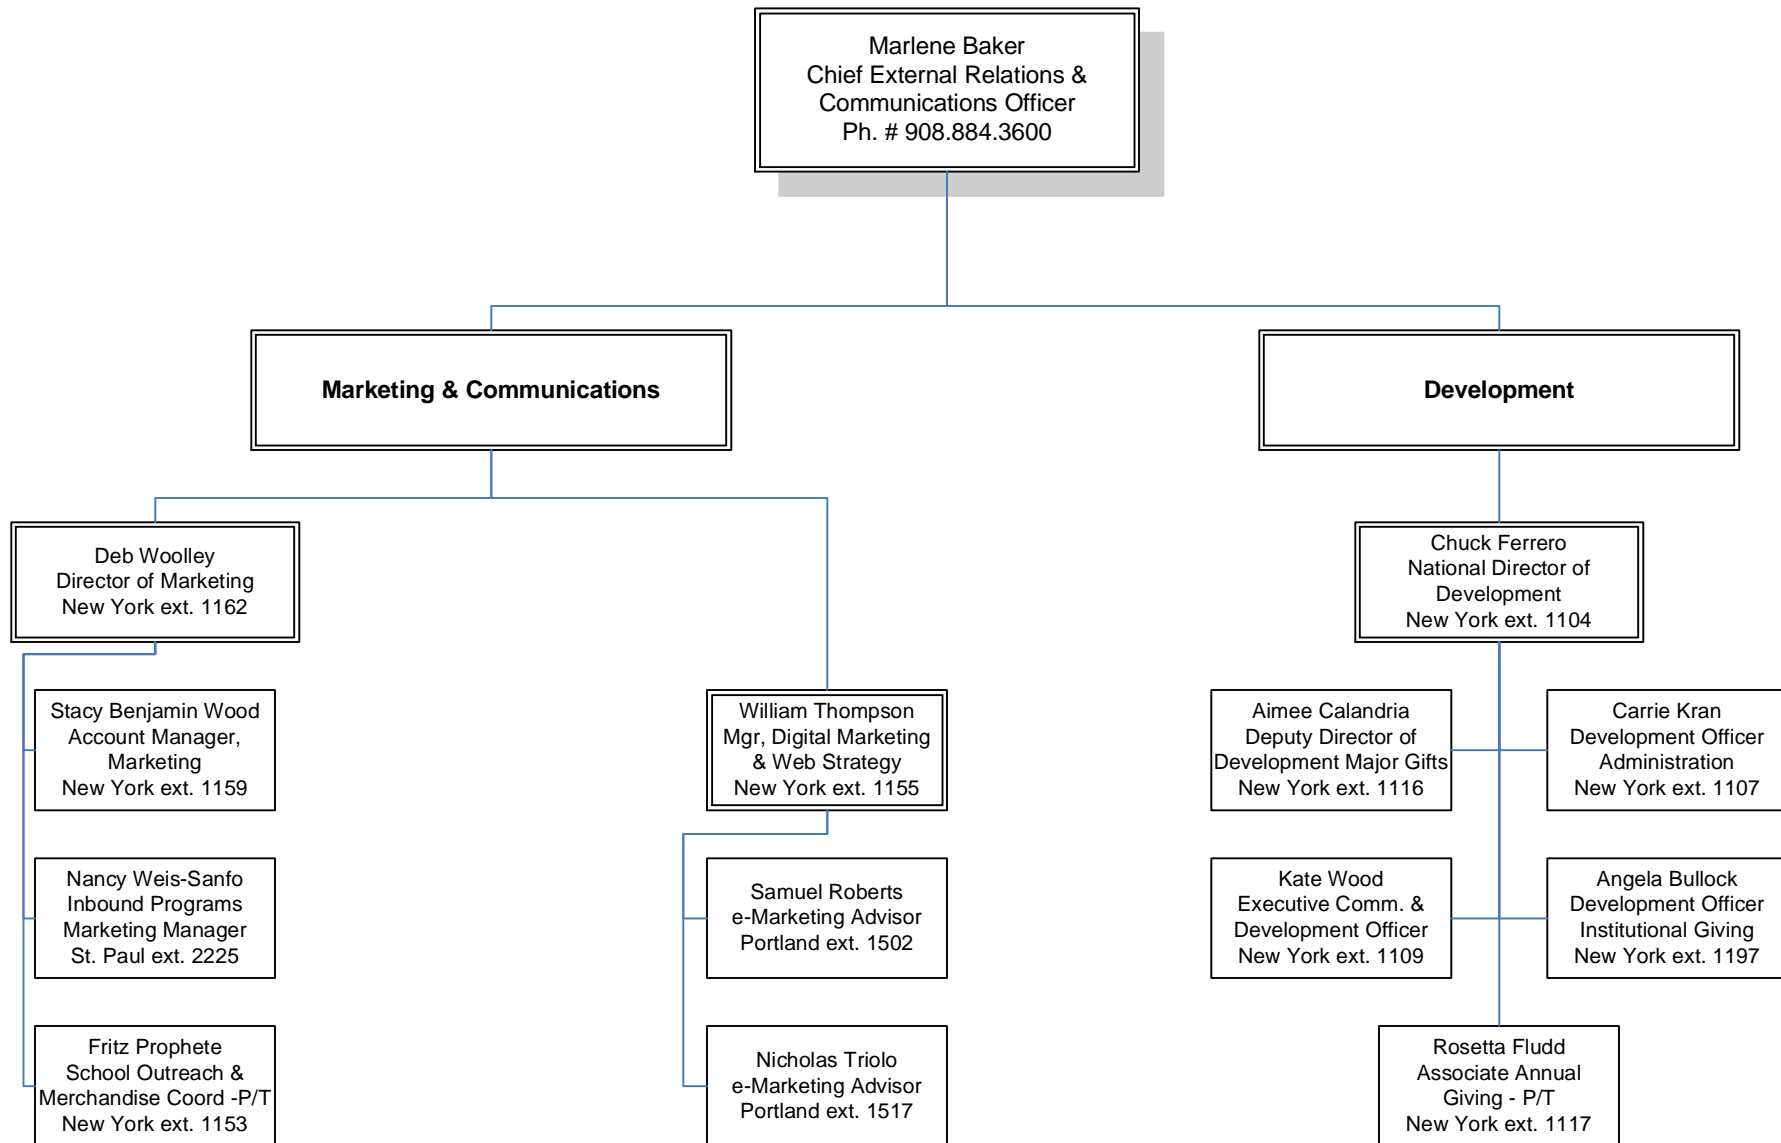 Marlene Baker
Chief External Relations &
Communications Officer
Ph. # 908.884.3600
Marketing & Communications
Development
Deb Woolley
Director of Marketing
New York ext. 1162
Chuck Ferrero
National Director of
Development
New York ext. 1104
Stacy Benjamin Wood
Account Manager,
Marketing
New York ext. 1159
William Thompson
Mgr, Digital Marketing
& Web Strategy
New York ext. 1155
Aimee Calandria
Deputy Director of
Development Major Gifts
New York ext. 1116
Carrie Kran
Development Officer
Administration
New York ext. 1107
Nancy Weis-Sanfo
Inbound Programs
Marketing Manager
St. Paul ext. 2225
Samuel Roberts
e-Marketing Advisor
Portland ext. 1502
Kate Wood
Executive Comm. &
Development Officer
New York ext. 1109
Angela Bullock
Development Officer
Institutional Giving
New York ext. 1197
Fritz Prophete
School Outreach &
Merchandise Coord -P/T
New York ext. 1153
Nicholas Triolo
e-Marketing Advisor
Portland ext. 1517
Rosetta Fludd
Associate Annual
Giving - P/T
New York ext. 1117